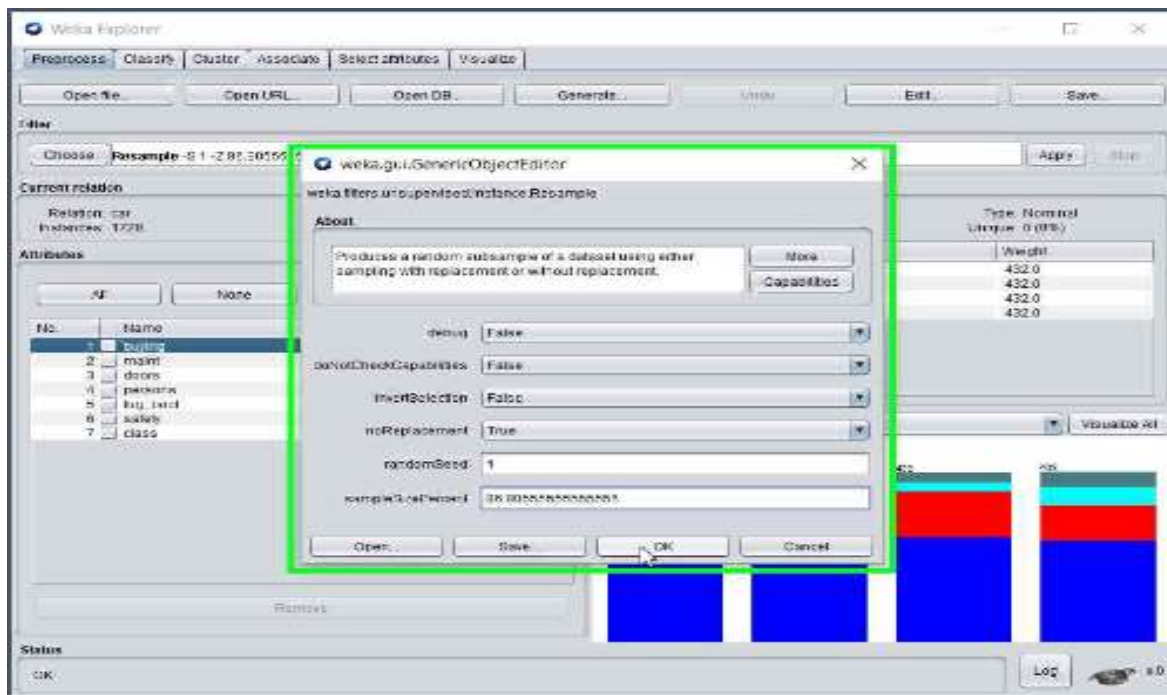 Weka Explorer
Preprocess Classify Cluster Associate Select attributes Visualize
Open file... Open URL... Open DB... Generate... Undo Edit... Save...
Filter
Choose Resample -S 1 -Z
Apply Stop
weka.gui.GenericObjectEditor
weka.filters.unsupervised.instance.Resample
About
Produces a random subsample of a dataset using either
sampling with replacement or without replacement.
More
Capabilities
debug False
doNotCheckCapabilities False
invertSelection False
noReplacement True
randomSeed 1
sampleSizePercent
Open... Save... OK Cancel
Current relation
Relation: car
Instances: 1728
Attributes
All None
No. Name
1 buying
2 maint
3 doors
4 persons
5 lug_boot
6 safety
7 class
Remove
Type: Nominal
Unique: 0 (0%)
Weight
432.0
432.0
432.0
432.0
Visualize All
Status
OK
Log
x 0